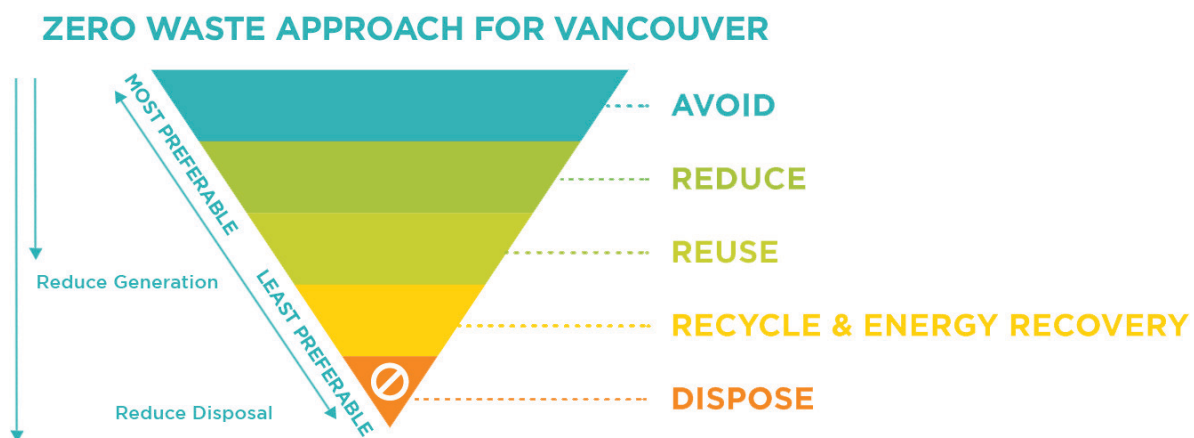 ZERO WASTE APPROACH FOR VANCOUVER
MOST PREFERABLE
LEAST PREFERABLE
AVOID
REDUCE
REUSE
Reduce Generation
RECYCLE & ENERGY RECOVERY
DISPOSE
Reduce Disposal